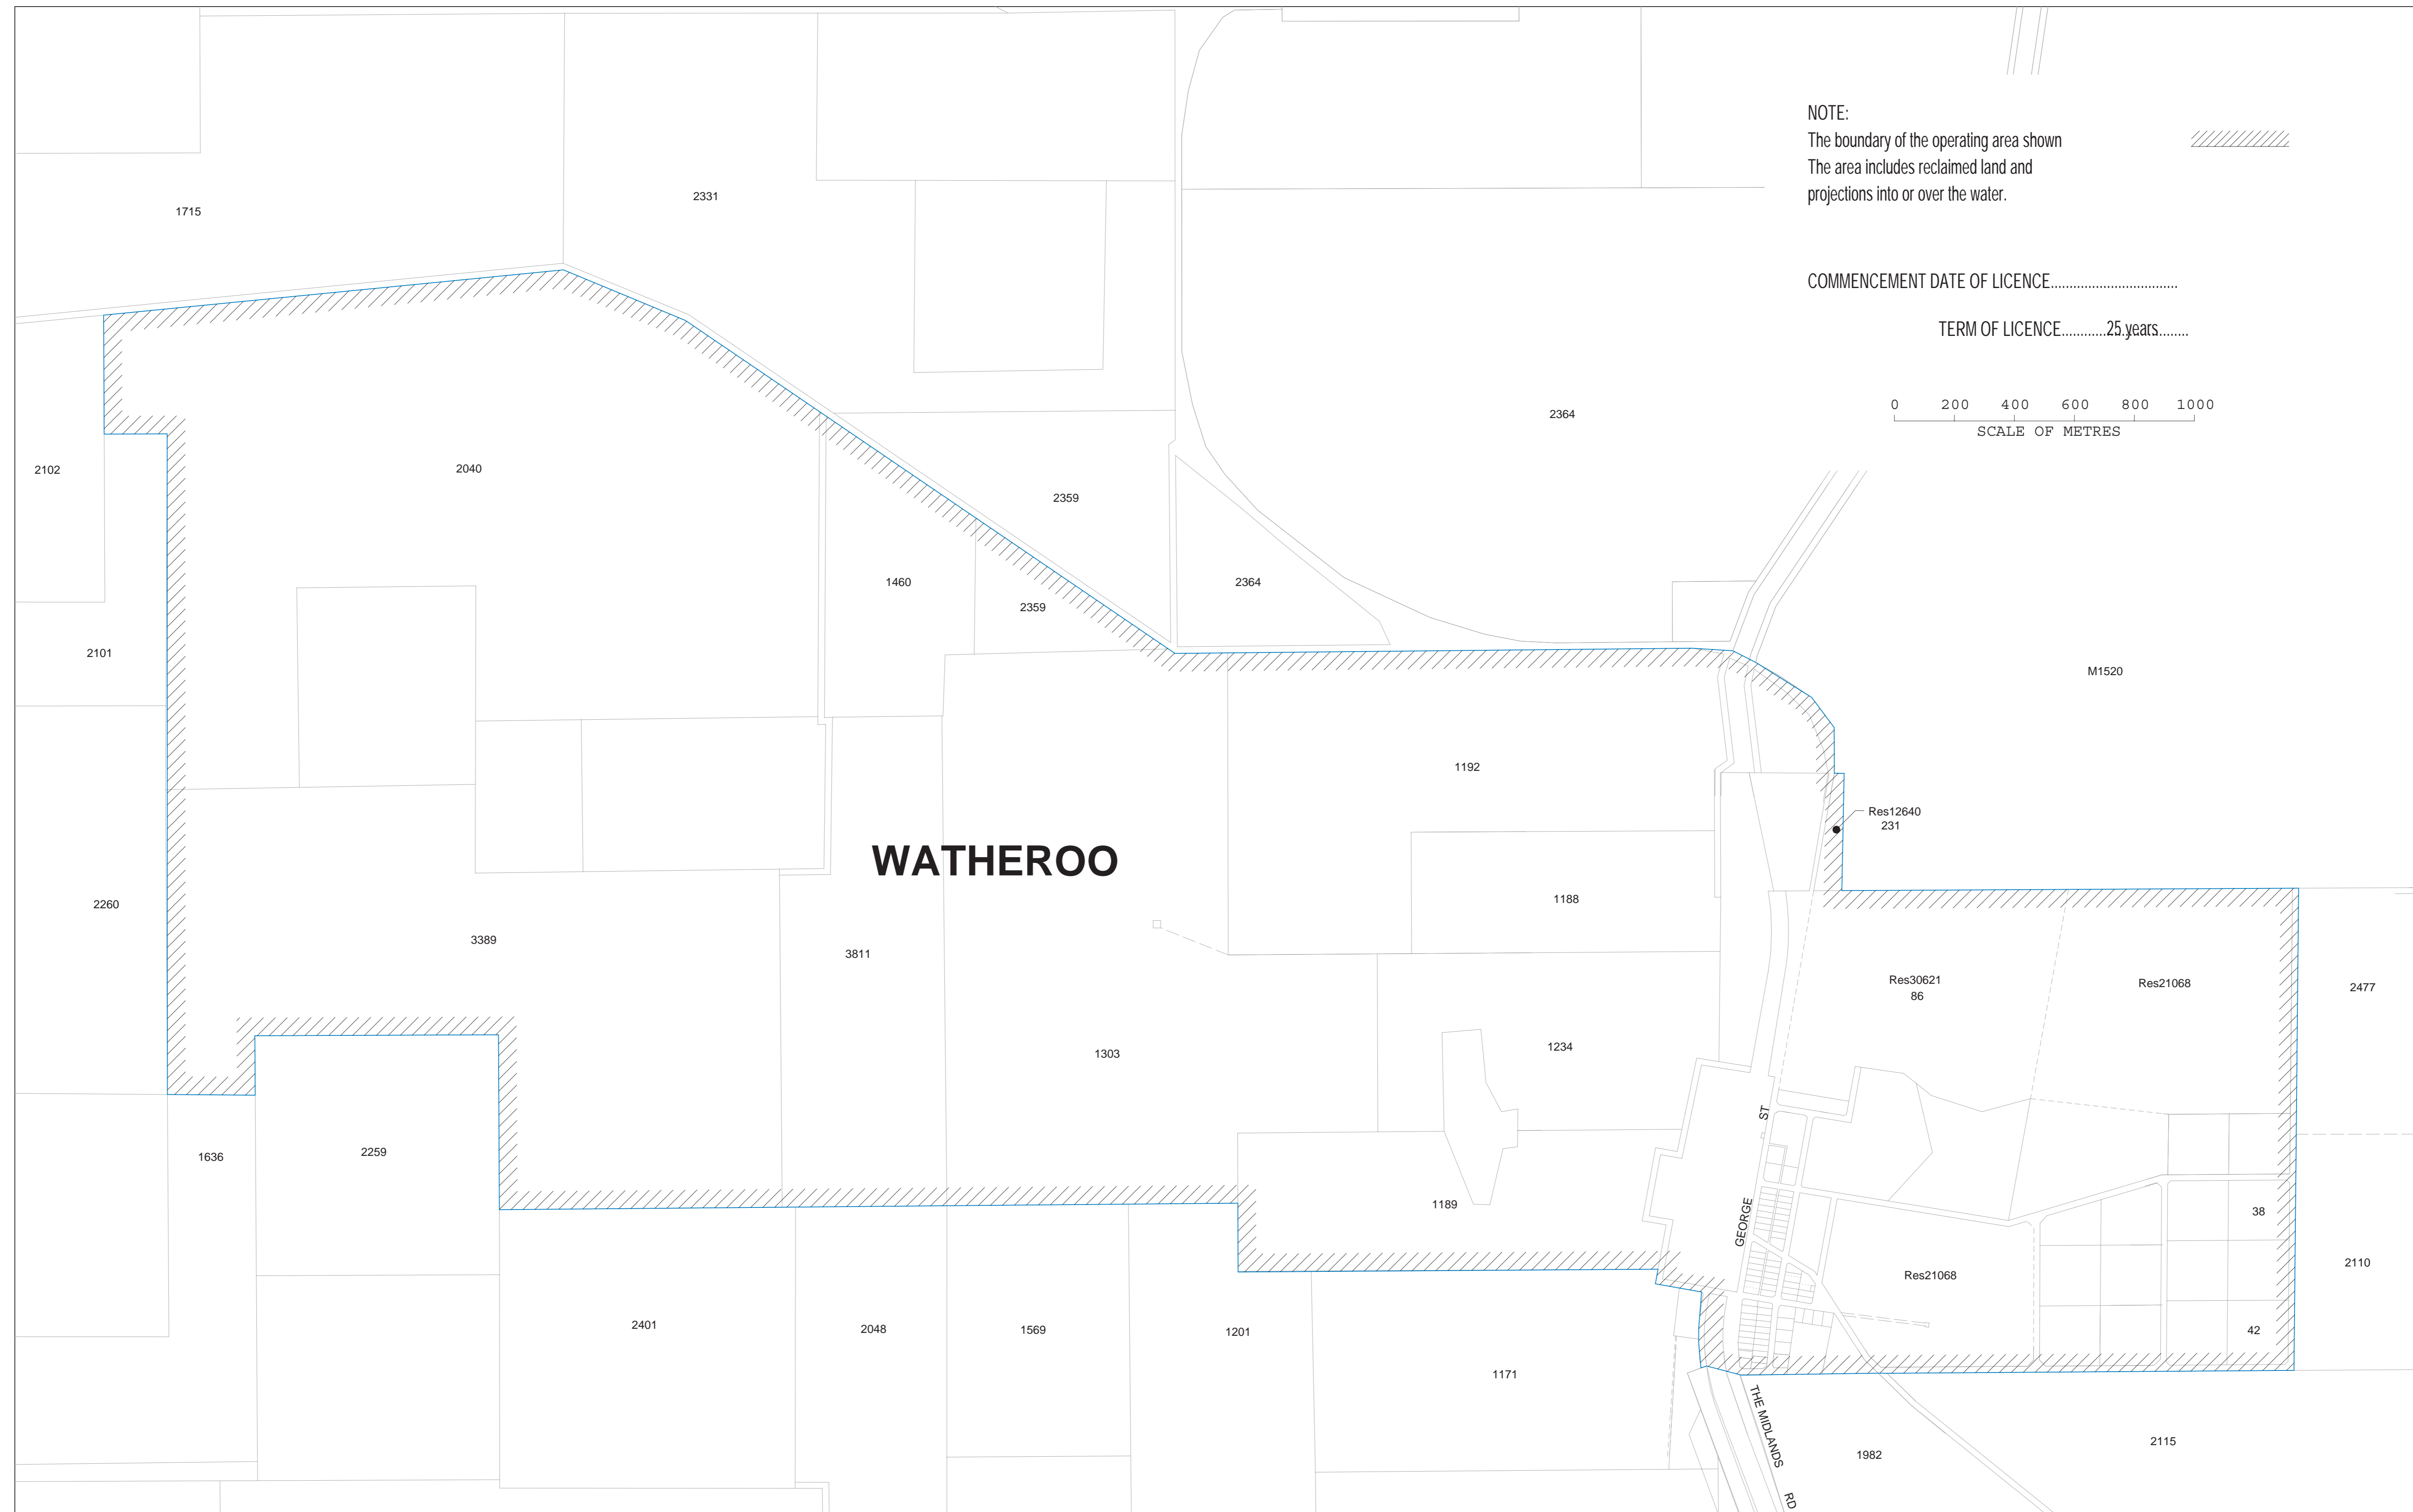 NOTE:
The boundary of the operating area shown
The area includes reclaimed land and
projections into or over the water.
COMMENCEMENT DATE OF LICENCE..................................
TERM OF LICENCE............25 years........
0 200 400 600 800 1000
SCALE OF METRES
1715
2331
2364
2102
2040
2359
1460
2359
2364
2101
M1520
1192
Res12640
231
WATHEROO
1188
2260
3389
3811
Res30621
86
Res21068
2477
1303
1234
GEORGE ST
1636
2259
1189
38
Res21068
2110
2401
2048
1569
1201
42
1171
THE MIDLANDS RD
1982
2115